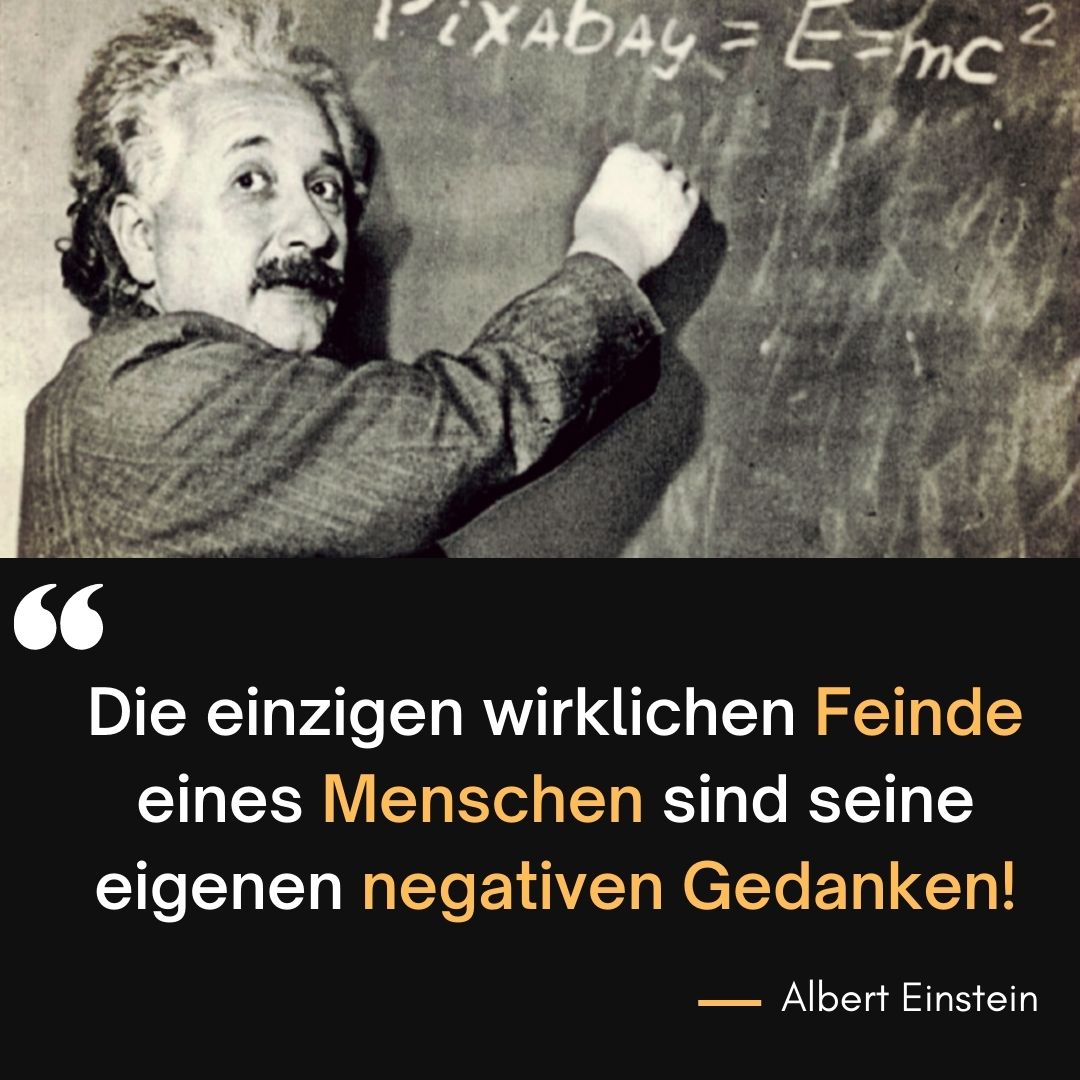 Pixabay = E=mc²
“
Die einzigen wirklichen Feinde
eines Menschen sind seine
eigenen negativen Gedanken!
Albert Einstein